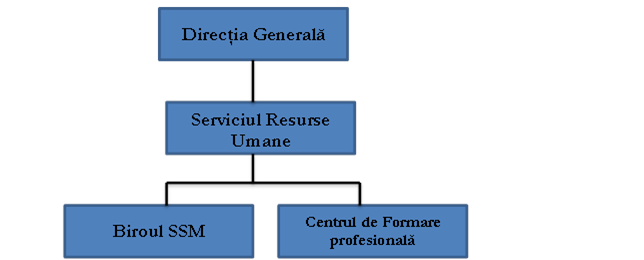 Direcția Generală
Serviciul Resurse
Umane
Biroul SSM
Centrul de Formare
profesională